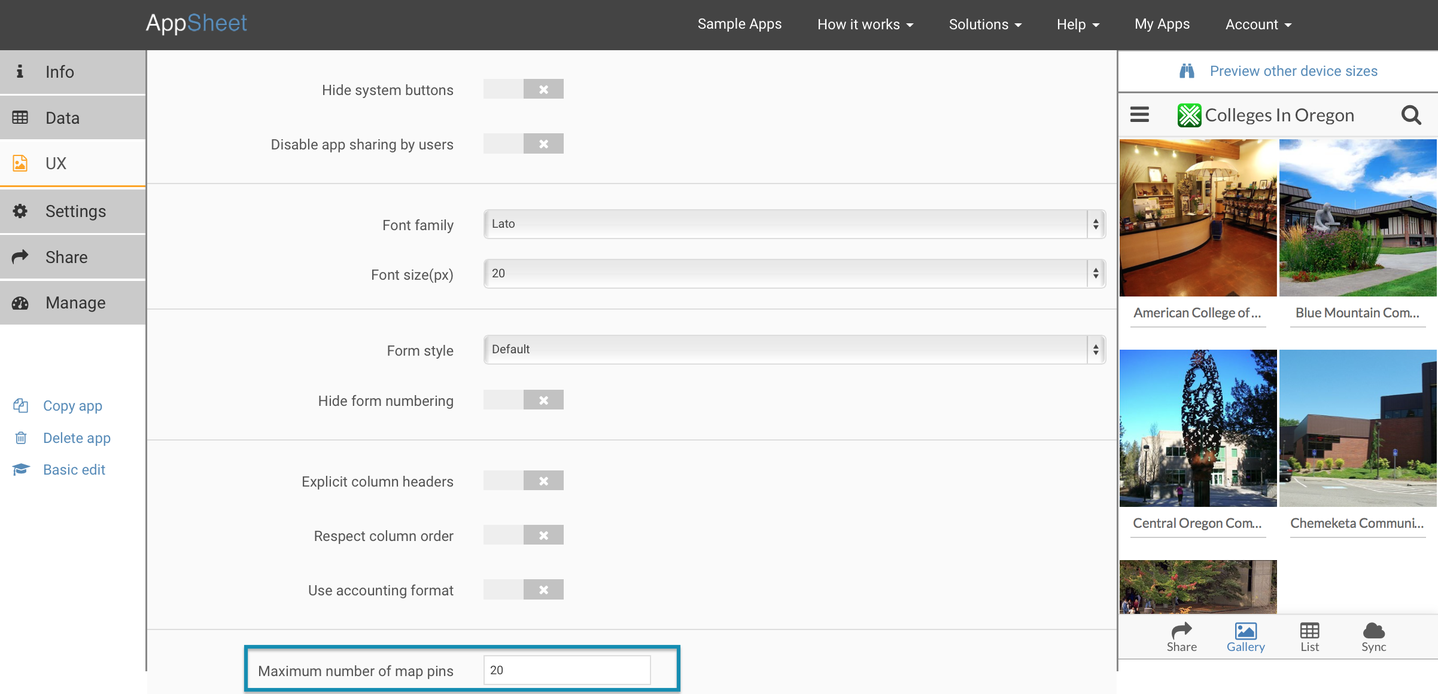 AppSheet
Sample Apps
How it works
Solutions
Help
My Apps
Account
Info
Data
UX
Settings
Share
Manage
Copy app
Delete app
Basic edit
Hide system buttons
Disable app sharing by users
Font family
Lato
Font size(px)
20
Form style
Default
Hide form numbering
Explicit column headers
Respect column order
Use accounting format
Maximum number of map pins
20
Preview other device sizes
Colleges In Oregon
American College of ...
Blue Mountain Com...
Central Oregon Com...
Chemeketa Communi...
Share
Gallery
List
Sync